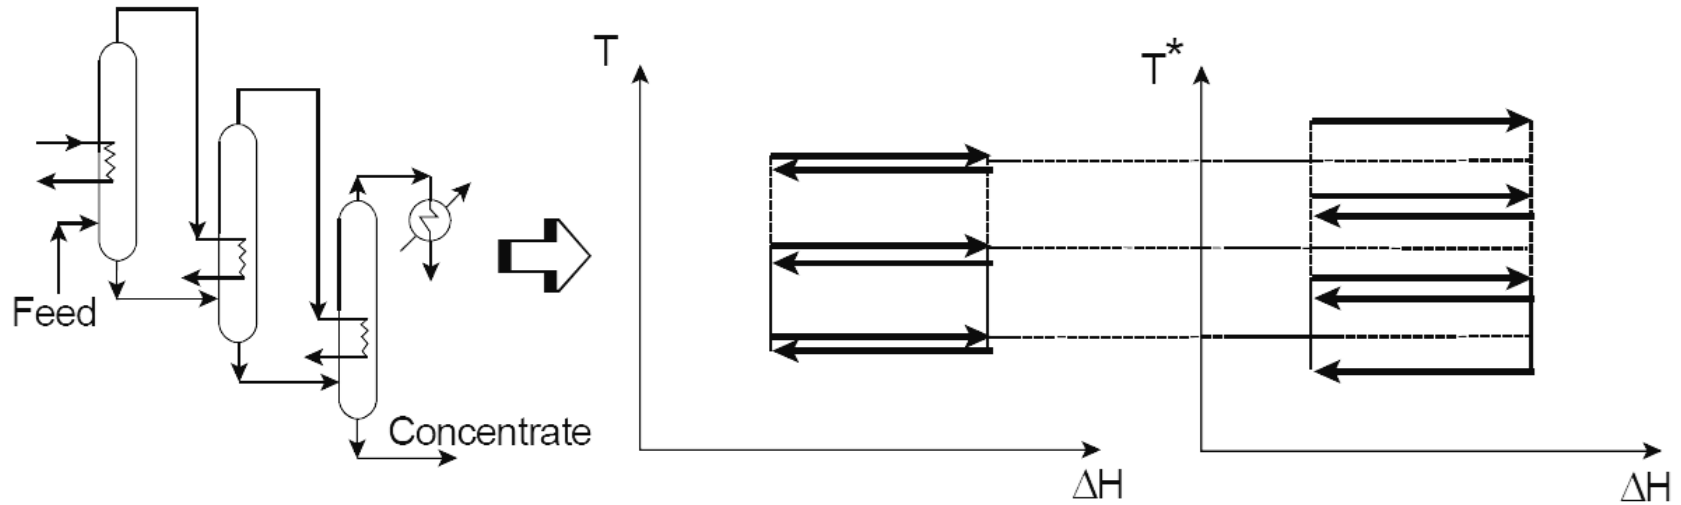 Feed
Concentrate
T
ΔH
T*
ΔH